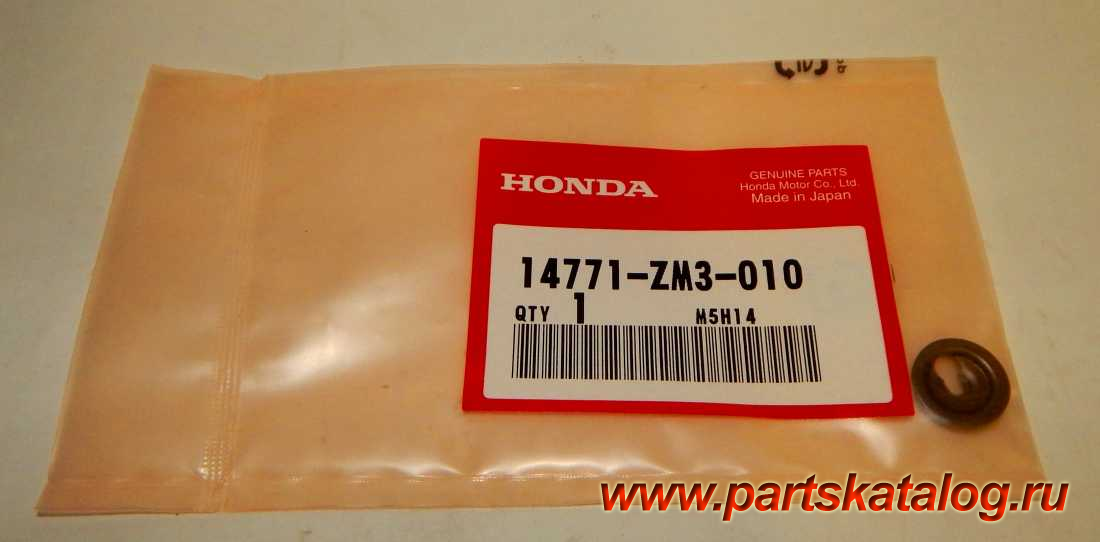 HONDA
GENUINE PARTS
Honda Motor Co., Ltd.
Made in Japan
14771-ZM3-010
QTY 1 M5H14
www.partskatalog.ru